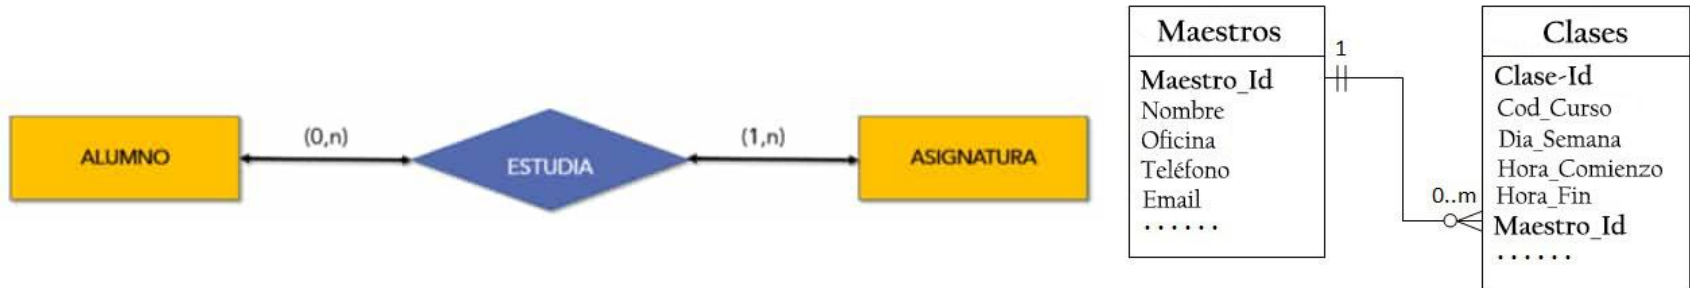 ALUMNO
(0,n)
ESTUDIA
(1,n)
ASIGNATURA
Maestros
Maestro_Id
Nombre
Oficina
Teléfono
Email
......
1
0..m
Clases
Clase-Id
Cod_Curso
Dia_Semana
Hora_Comienzo
Hora_Fin
Maestro_Id
......